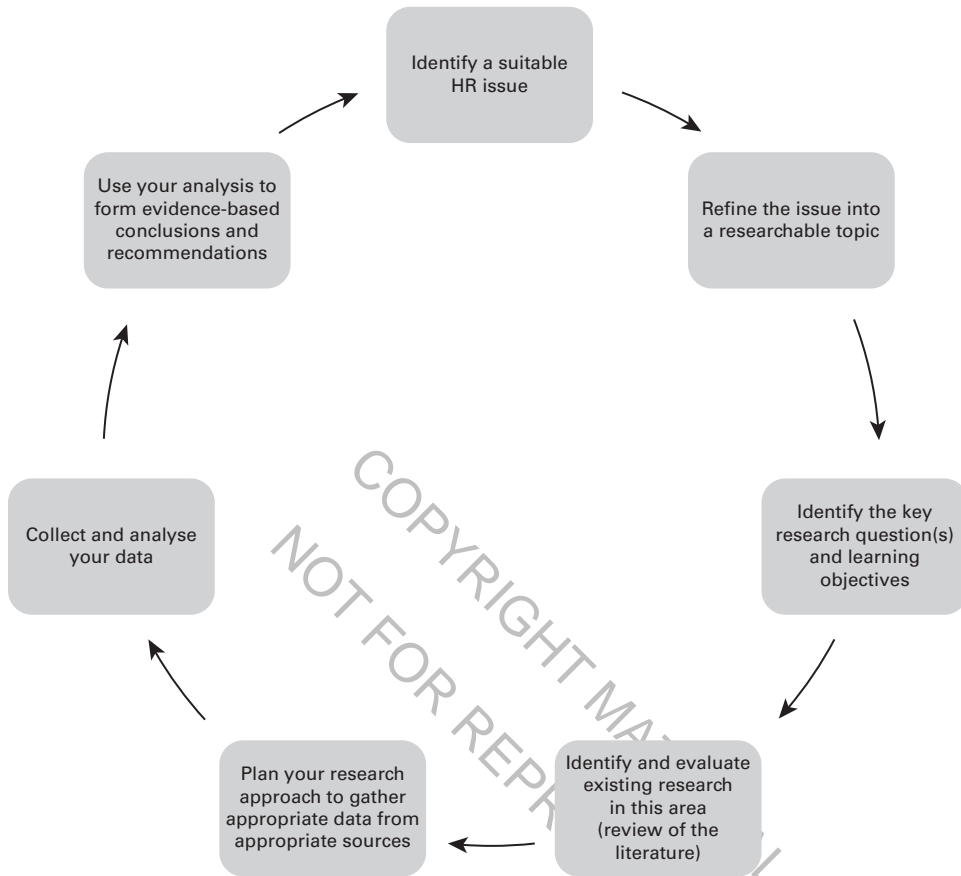 Identify a suitable
HR issue
Refine the issue into
a researchable topic
Identify the key
research question(s)
and learning
objectives
Identify and evaluate
existing research
in this area
(review of the
literature)
Plan your research
approach to gather
appropriate data from
appropriate sources
Collect and analyse
your data
Use your analysis to
form evidence-based
conclusions and
recommendations
COPYRIGHT
NOT FOR